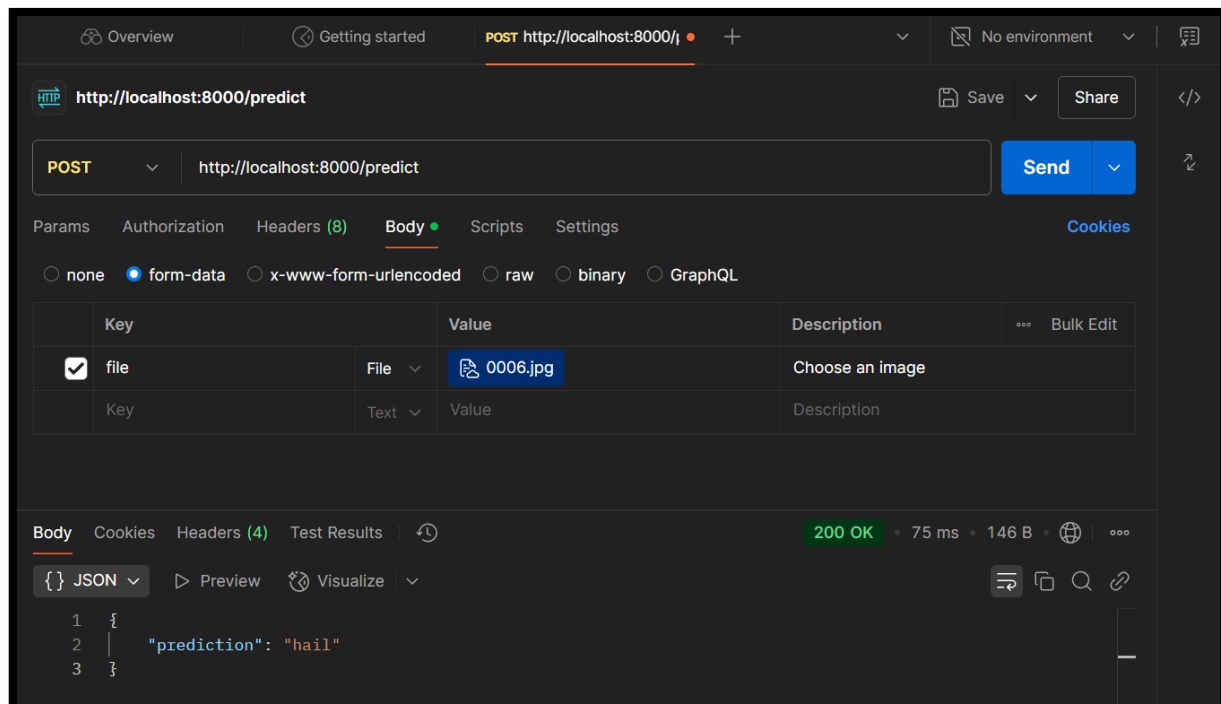 Overview Getting started POST http://localhost:8000/p No environment
HTTP http://localhost:8000/predict Save Share
POST http://localhost:8000/predict Send
Params Authorization Headers (8) Body Scripts Settings Cookies
none form-data x-www-form-urlencoded raw binary GraphQL
Key Value Description Bulk Edit
file File 0006.jpg Choose an image
Key Text Value Description
Body Cookies Headers (4) Test Results 200 OK 75 ms 146 B
{} JSON Preview Visualize
1 {
2 "prediction": "hail"
3 }